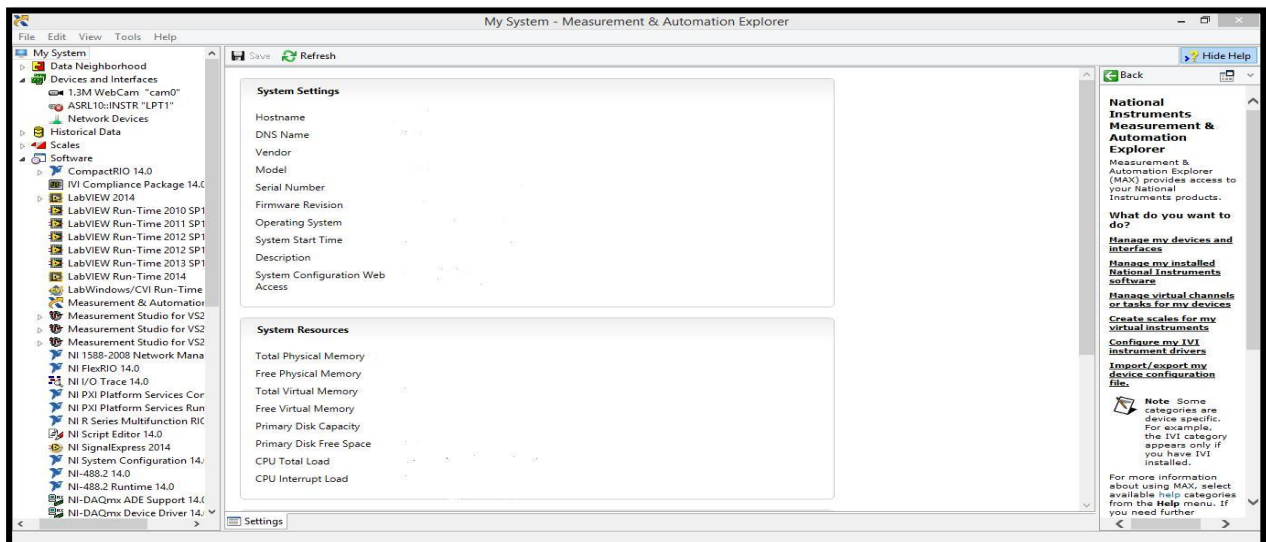 My System - Measurement & Automation Explorer
File Edit View Tools Help
My System
Data Neighborhood
Devices and Interfaces
1.3M WebCam "cam0"
ASRL10::INSTR "LPT1"
Network Devices
Historical Data
Scales
Software
CompactRIO 14.0
IVI Compliance Package 14.0
LabVIEW 2014
LabVIEW Run-Time 2010 SP1
LabVIEW Run-Time 2011 SP1
LabVIEW Run-Time 2012 SP1
LabVIEW Run-Time 2012 SP1
LabVIEW Run-Time 2013 SP1
LabVIEW Run-Time 2014
LabWindows/CVI Run-Time
Measurement & Automation
Measurement Studio for VS2
Measurement Studio for VS2
Measurement Studio for VS2
NI 1588-2008 Network Mana
NI FlexRIO 14.0
NI I/O Trace 14.0
NI PXI Platform Services Cor
NI PXI Platform Services Run
NI R Series Multifunction RIO
NI Script Editor 14.0
NI SignalExpress 2014
NI System Configuration 14.
NI-488.2 14.0
NI-488.2 Runtime 14.0
NI-DAQmx ADE Support 14.0
NI-DAQmx Device Driver 14.
Save Refresh
Hide Help
System Settings
Hostname
DNS Name
Vendor
Model
Serial Number
Firmware Revision
Operating System
System Start Time
Description
System Configuration Web
Access
System Resources
Total Physical Memory
Free Physical Memory
Total Virtual Memory
Free Virtual Memory
Primary Disk Capacity
Primary Disk Free Space
CPU Total Load
CPU Interrupt Load
Settings
Back
National
Instruments
Measurement &
Automation
Explorer
Measurement &
Automation Explorer
(MAX) provides access to
your National
Instruments products.
What do you want to
do?
Manage my devices and
interfaces
Manage my installed
National Instruments
software
Manage virtual channels
or tasks for my devices
Create scales for my
virtual instruments
Configure my IVI
instrument drivers
Import/export my
device configuration
file.
Note Some
categories are
device specific.
For example,
the IVI category
appears only if
you have IVI
installed.
For more information
about using MAX, select
available help categories
from the Help menu. If
you need further